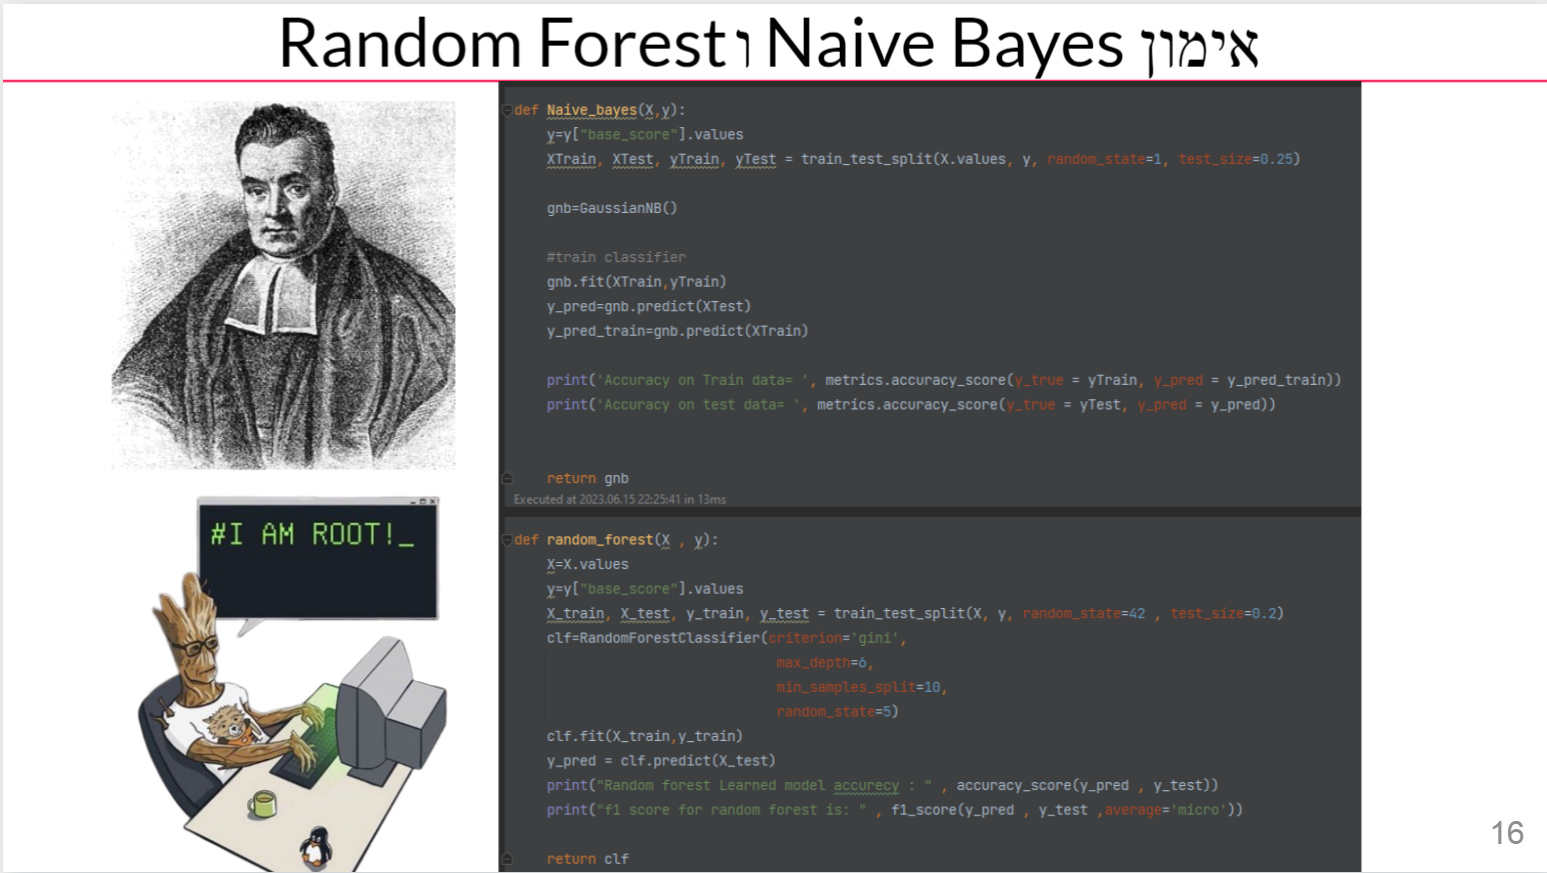 אימון Naive Bayes ו Random Forest
def Naive_bayes(X,y):
y=y["base_score"].values
XTrain, XTest, yTrain, yTest = train_test_split(X.values, y, random_state=1, test_size=0.25)
gnb=GaussianNB()
#train classifier
gnb.fit(XTrain,yTrain)
y_pred=gnb.predict(XTest)
y_pred_train=gnb.predict(XTrain)
print('Accuracy on Train data= ', metrics.accuracy_score(y_true = yTrain, y_pred = y_pred_train))
print('Accuracy on test data= ', metrics.accuracy_score(y_true = yTest, y_pred = y_pred))
return gnb
Executed at 2023.06.15 22:25:41 in 13ms
#I AM ROOT!_
def random_forest(X , y):
X=X.values
y=y["base_score"].values
X_train, X_test, y_train, y_test = train_test_split(X, y, random_state=42 , test_size=0.2)
clf=RandomForestClassifier(criterion='gini',
max_depth=6,
min_samples_split=10,
random_state=5)
clf.fit(X_train,y_train)
y_pred = clf.predict(X_test)
print("Random forest Learned model accurecy : " , accuracy_score(y_pred , y_test))
print("f1 score for random forest is: " , f1_score(y_pred , y_test ,average='micro'))
return clf
16